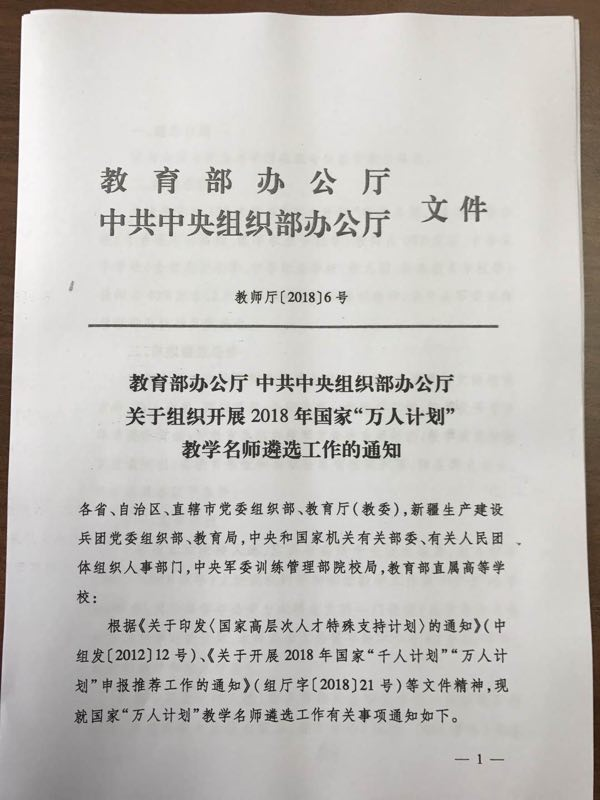 教育部办公厅
中共中央组织部办公厅 文件
教师厅〔2018〕6号
教育部办公厅 中共中央组织部办公厅
关于组织开展 2018 年国家“万人计划”
教学名师遴选工作的通知
各省、自治区、直辖市党委组织部、教育厅(教委),新疆生产建设
兵团党委组织部、教育局,中央和国家机关有关部委、有关人民团
体组织人事部门,中央军委训练管理部院校局,教育部直属高等学
校:
根据《关于印发〈国家高层次人才特殊支持计划〉的通知》(中
组发〔2012〕12 号)、《关于开展 2018 年国家“千人计划”“万人计
划”申报推荐工作的通知》(组厅字〔2018〕21 号)等文件精神,现
就国家“万人计划”教学名师遴选工作有关事项通知如下。
— 1 —